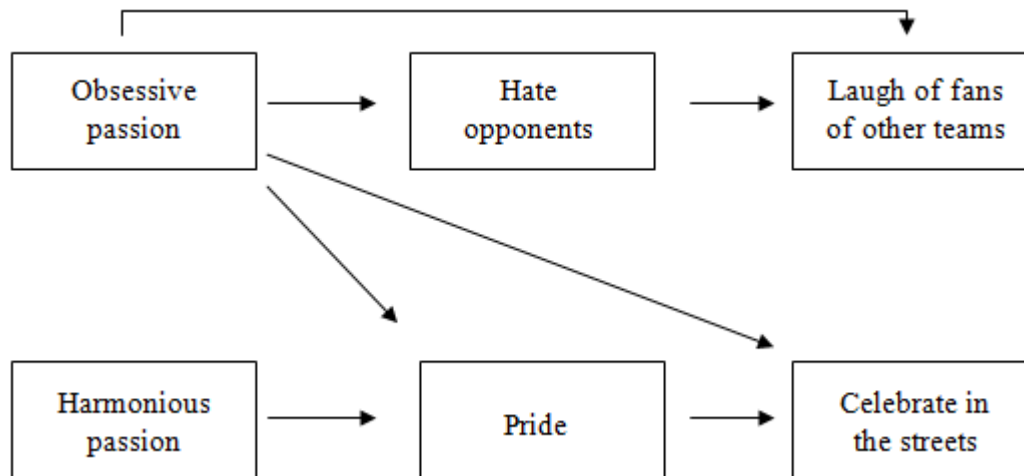 Obsessive
passion
Hate
opponents
Laugh of fans
of other teams
Harmonious
passion
Pride
Celebrate in
the streets